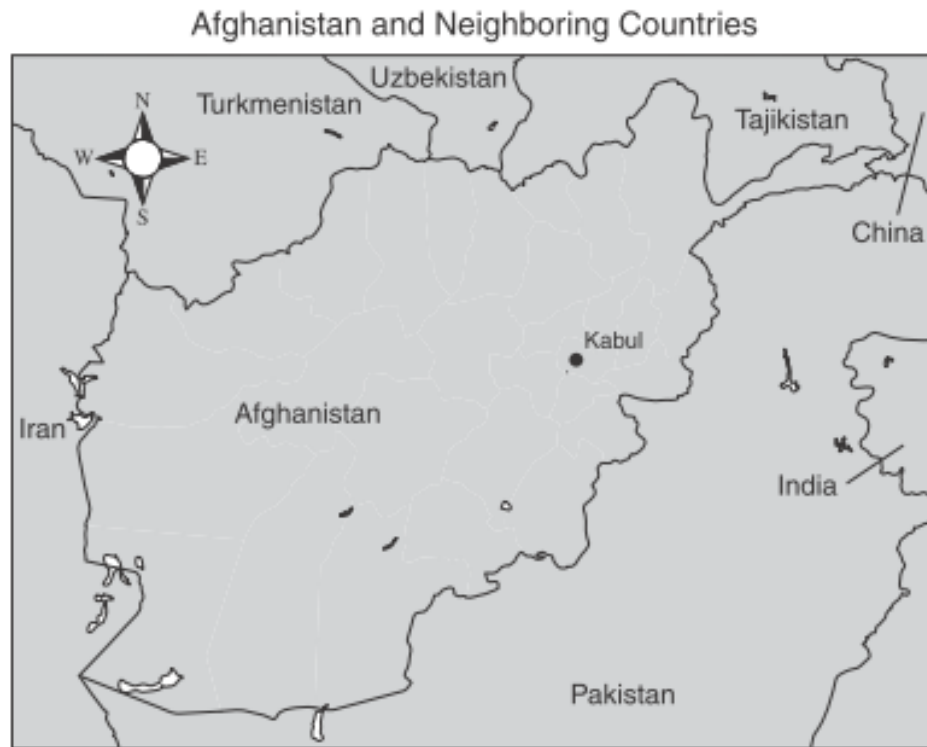 Afghanistan and Neighboring Countries
Uzbekistan
Turkmenistan
Tajikistan
N
W E
S
China
Kabul
Afghanistan
Iran
India
Pakistan